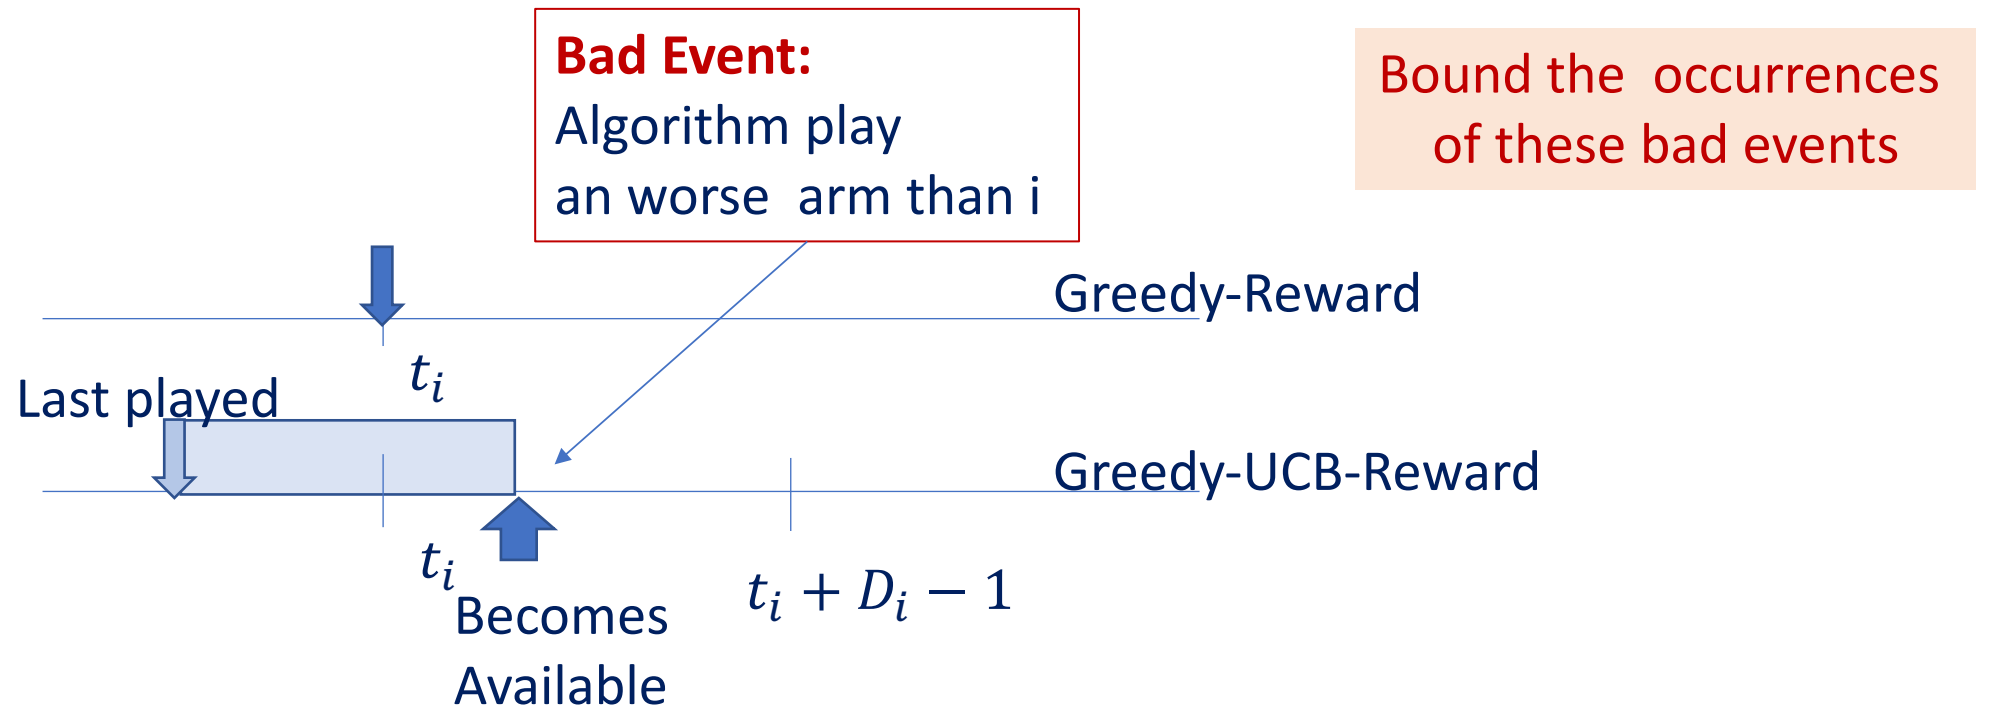 Bad Event:
Algorithm play
an worse arm than i
Bound the occurrences
of these bad events
Greedy-Reward
t_i
Last played
Greedy-UCB-Reward
t_i
Becomes
Available
t_i + D_i − 1